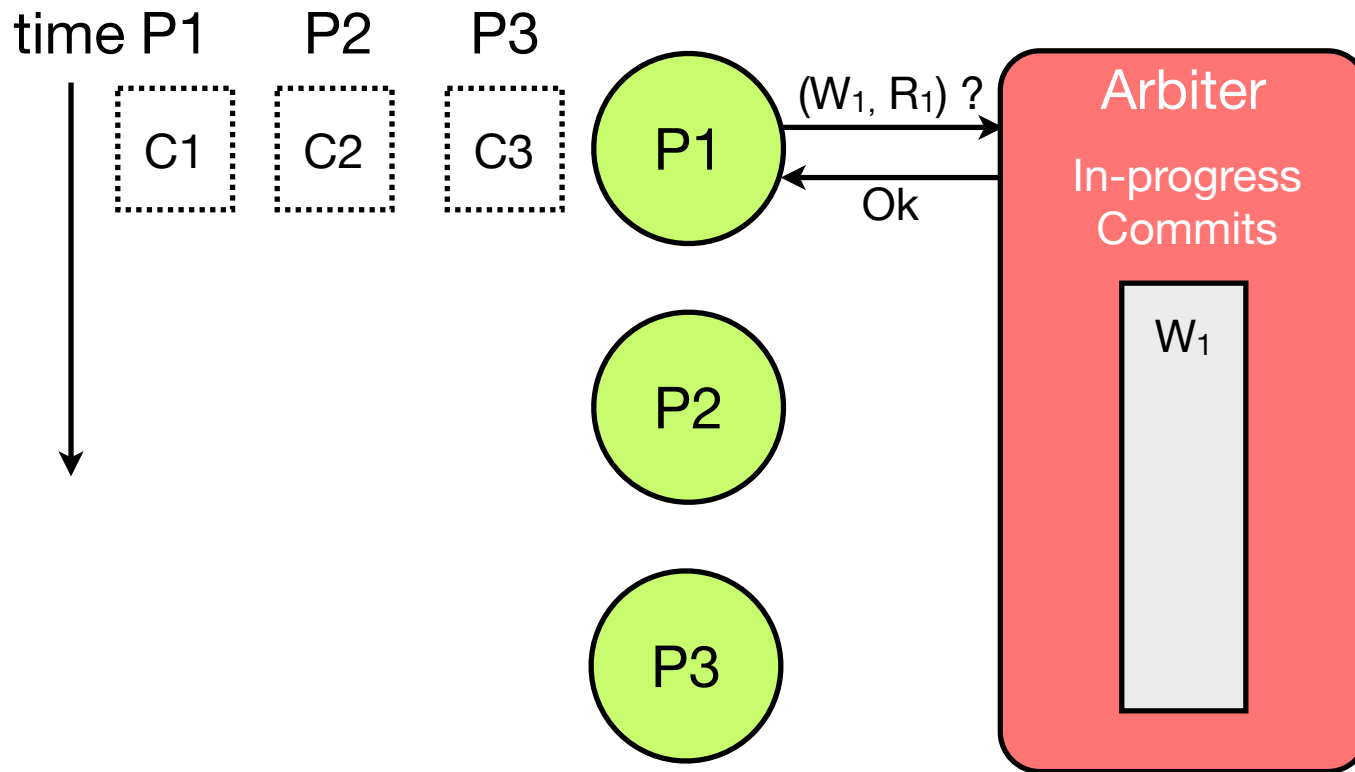 time P1 P2 P3
C1 C2 C3
P1
(W₁, R₁) ?
Ok
P2
P3
Arbiter
In-progress
Commits
W₁